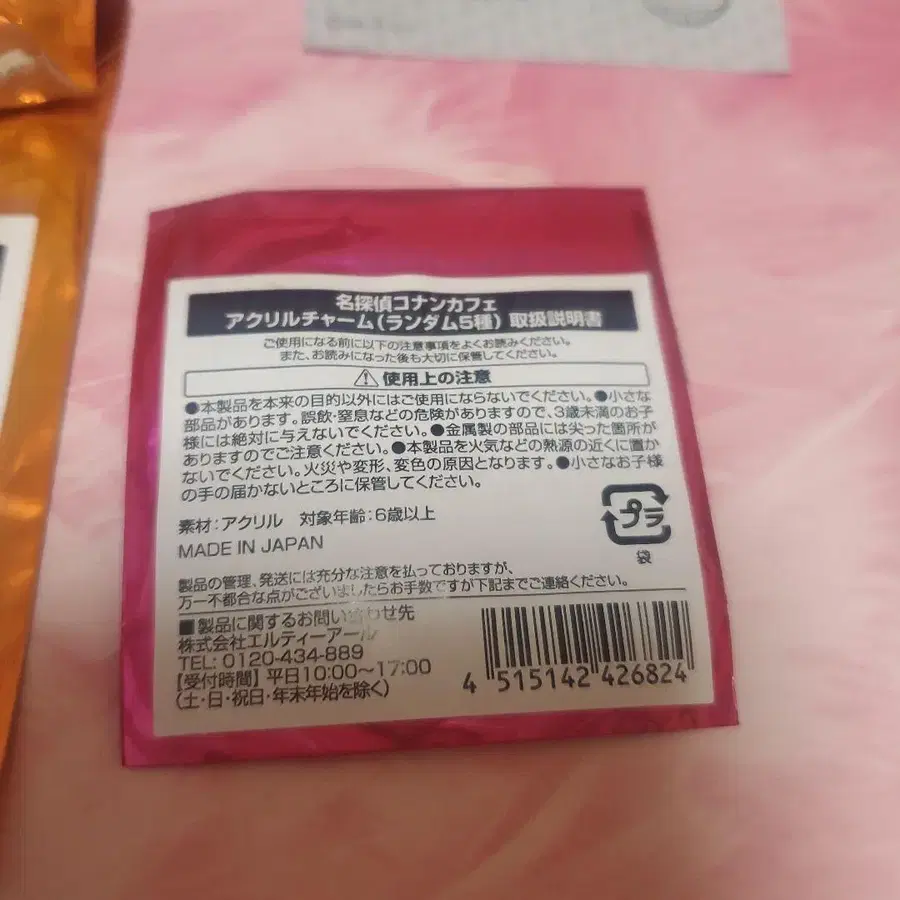 名探偵コナンカフェ
アクリルチャーム(ランダム5種) 取扱説明書
ご使用になる前に以下の注意事項をよくお読みください。
また、お読みになった後も大切に保管してください。
使用上の注意
●本製品を本来の目的以外にはご使用にならないでください。●小さな
部品があります。誤飲・窒息などの危険がありますので、3歳未満のお子
様には絶対に与えないでください。●金属製の部品には尖った箇所が
ありますのでご注意ください。●本製品を火気などの熱源の近くに置か
ないでください。火災や変形、変色の原因となります。●小さなお子様
の手の届かないところに保管してください。
素材:アクリル 対象年齢:6歳以上
MADE IN JAPAN
プラ
袋
製品の管理、発送には充分な注意を払っておりますが、
万一不都合な点がございましたらお手数ですが下記までご連絡ください。
■製品に関するお問い合わせ先
株式会社エルティーアール
TEL: 0120-434-889
【受付時間】平日10:00〜17:00
(土・日・祝日・年末年始を除く)
4 515142 426824